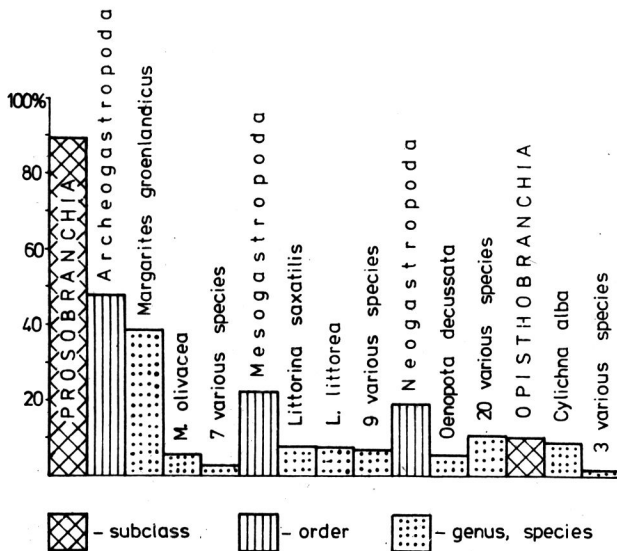 100%
80
60
40
20
PROSOBRANCHIA
Archeogastropoda
Margarites groenlandicus
M. olivacea
7 various species
Mesogastropoda
Littorina saxatilis
L. littorea
9 various species
Neogastropoda
Oenopota decussata
20 various species
OPISTHOBRANCHIA
Cylichna alba
3 various species
- subclass
- order
- genus, species